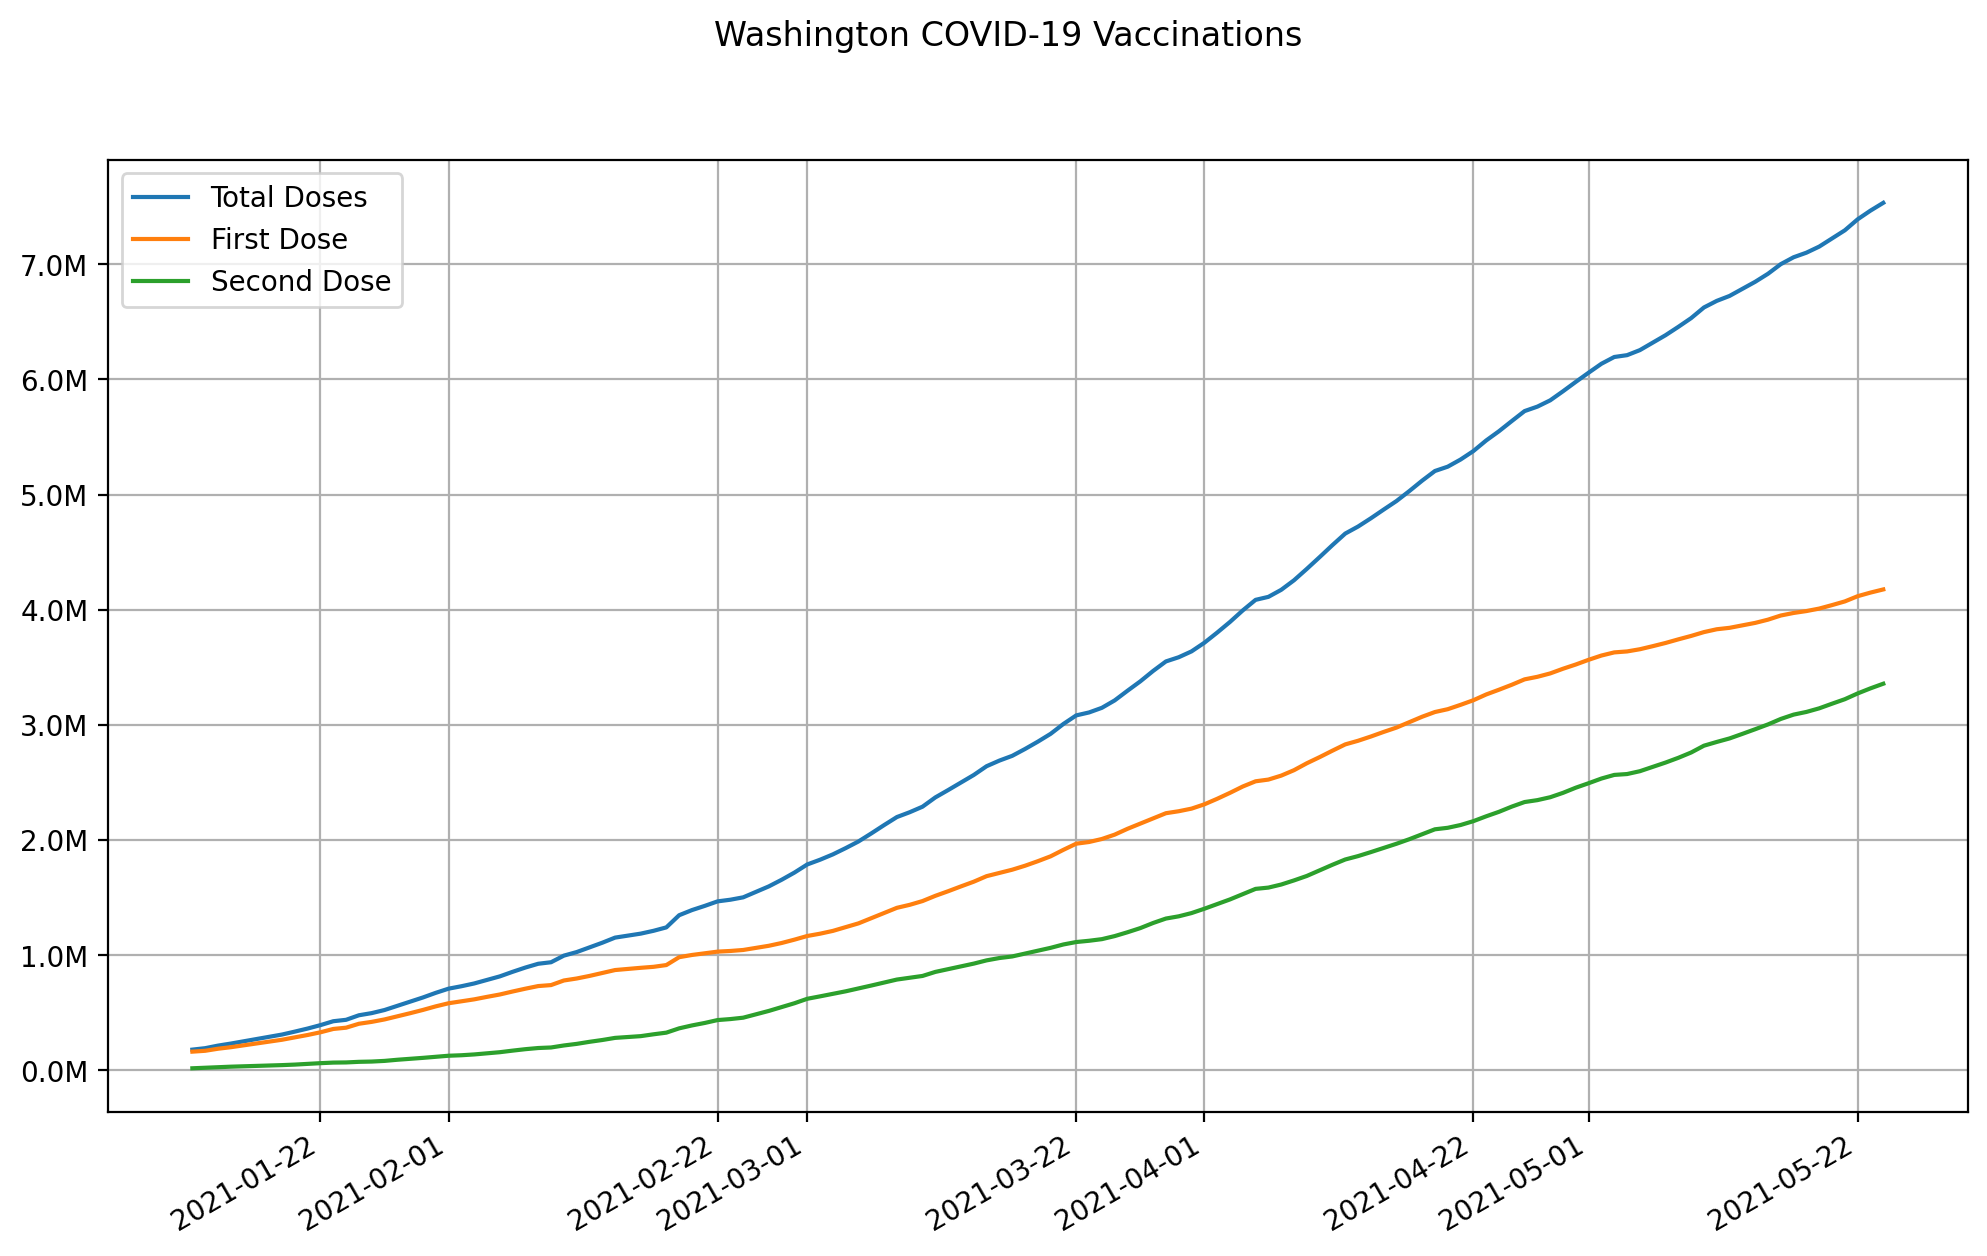 Washington COVID-19 Vaccinations
Total Doses
First Dose
Second Dose
7.0M
6.0M
5.0M
4.0M
3.0M
2.0M
1.0M
0.0M
2021-01-22
2021-02-01
2021-02-22
2021-03-01
2021-03-22
2021-04-01
2021-04-22
2021-05-01
2021-05-22